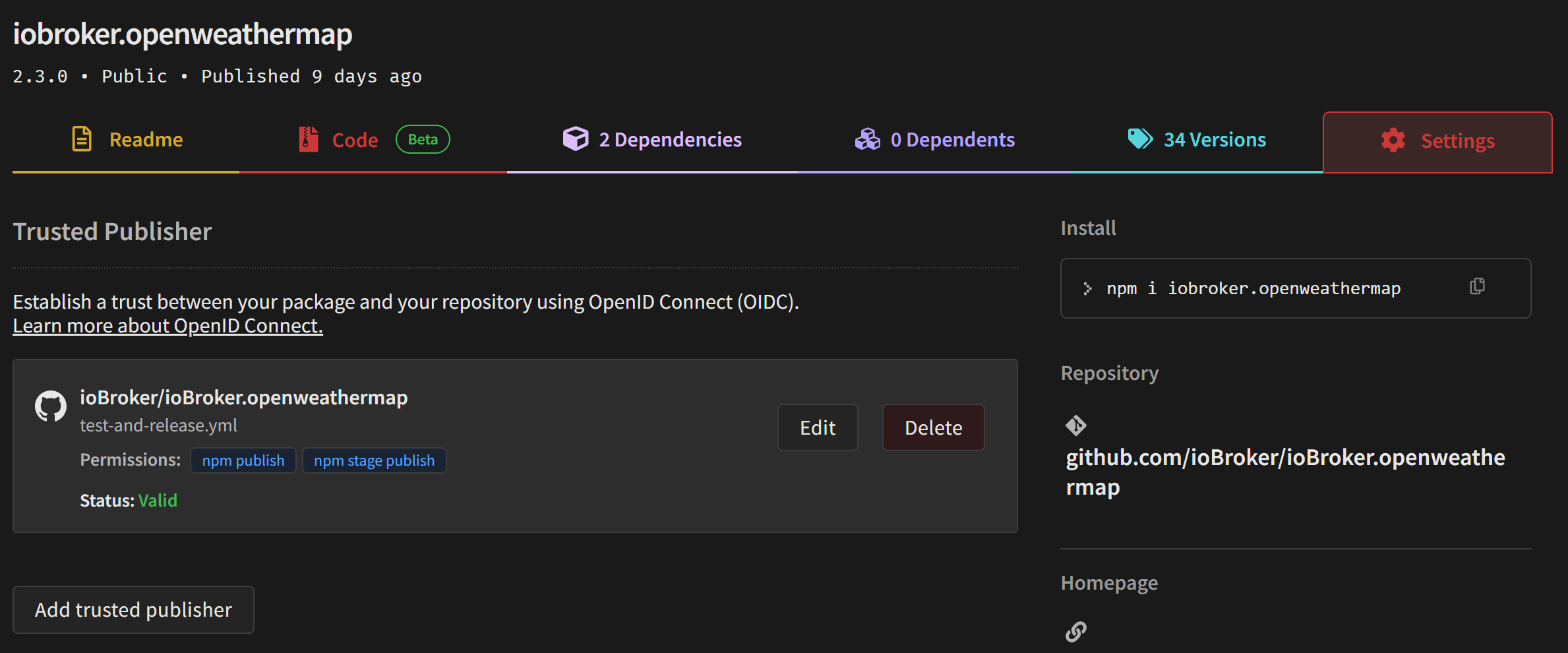 iobroker.openweathermap
2.3.0 • Public • Published 9 days ago
Readme
Code Beta
2 Dependencies
0 Dependents
34 Versions
Settings
Trusted Publisher
Establish a trust between your package and your repository using OpenID Connect (OIDC).
Learn more about OpenID Connect.
ioBroker/ioBroker.openweathermap
test-and-release.yml
Permissions: npm publish npm stage publish
Status: Valid
Edit
Delete
Add trusted publisher
Install
npm i iobroker.openweathermap
Repository
github.com/ioBroker/ioBroker.openweathe
rmap
Homepage